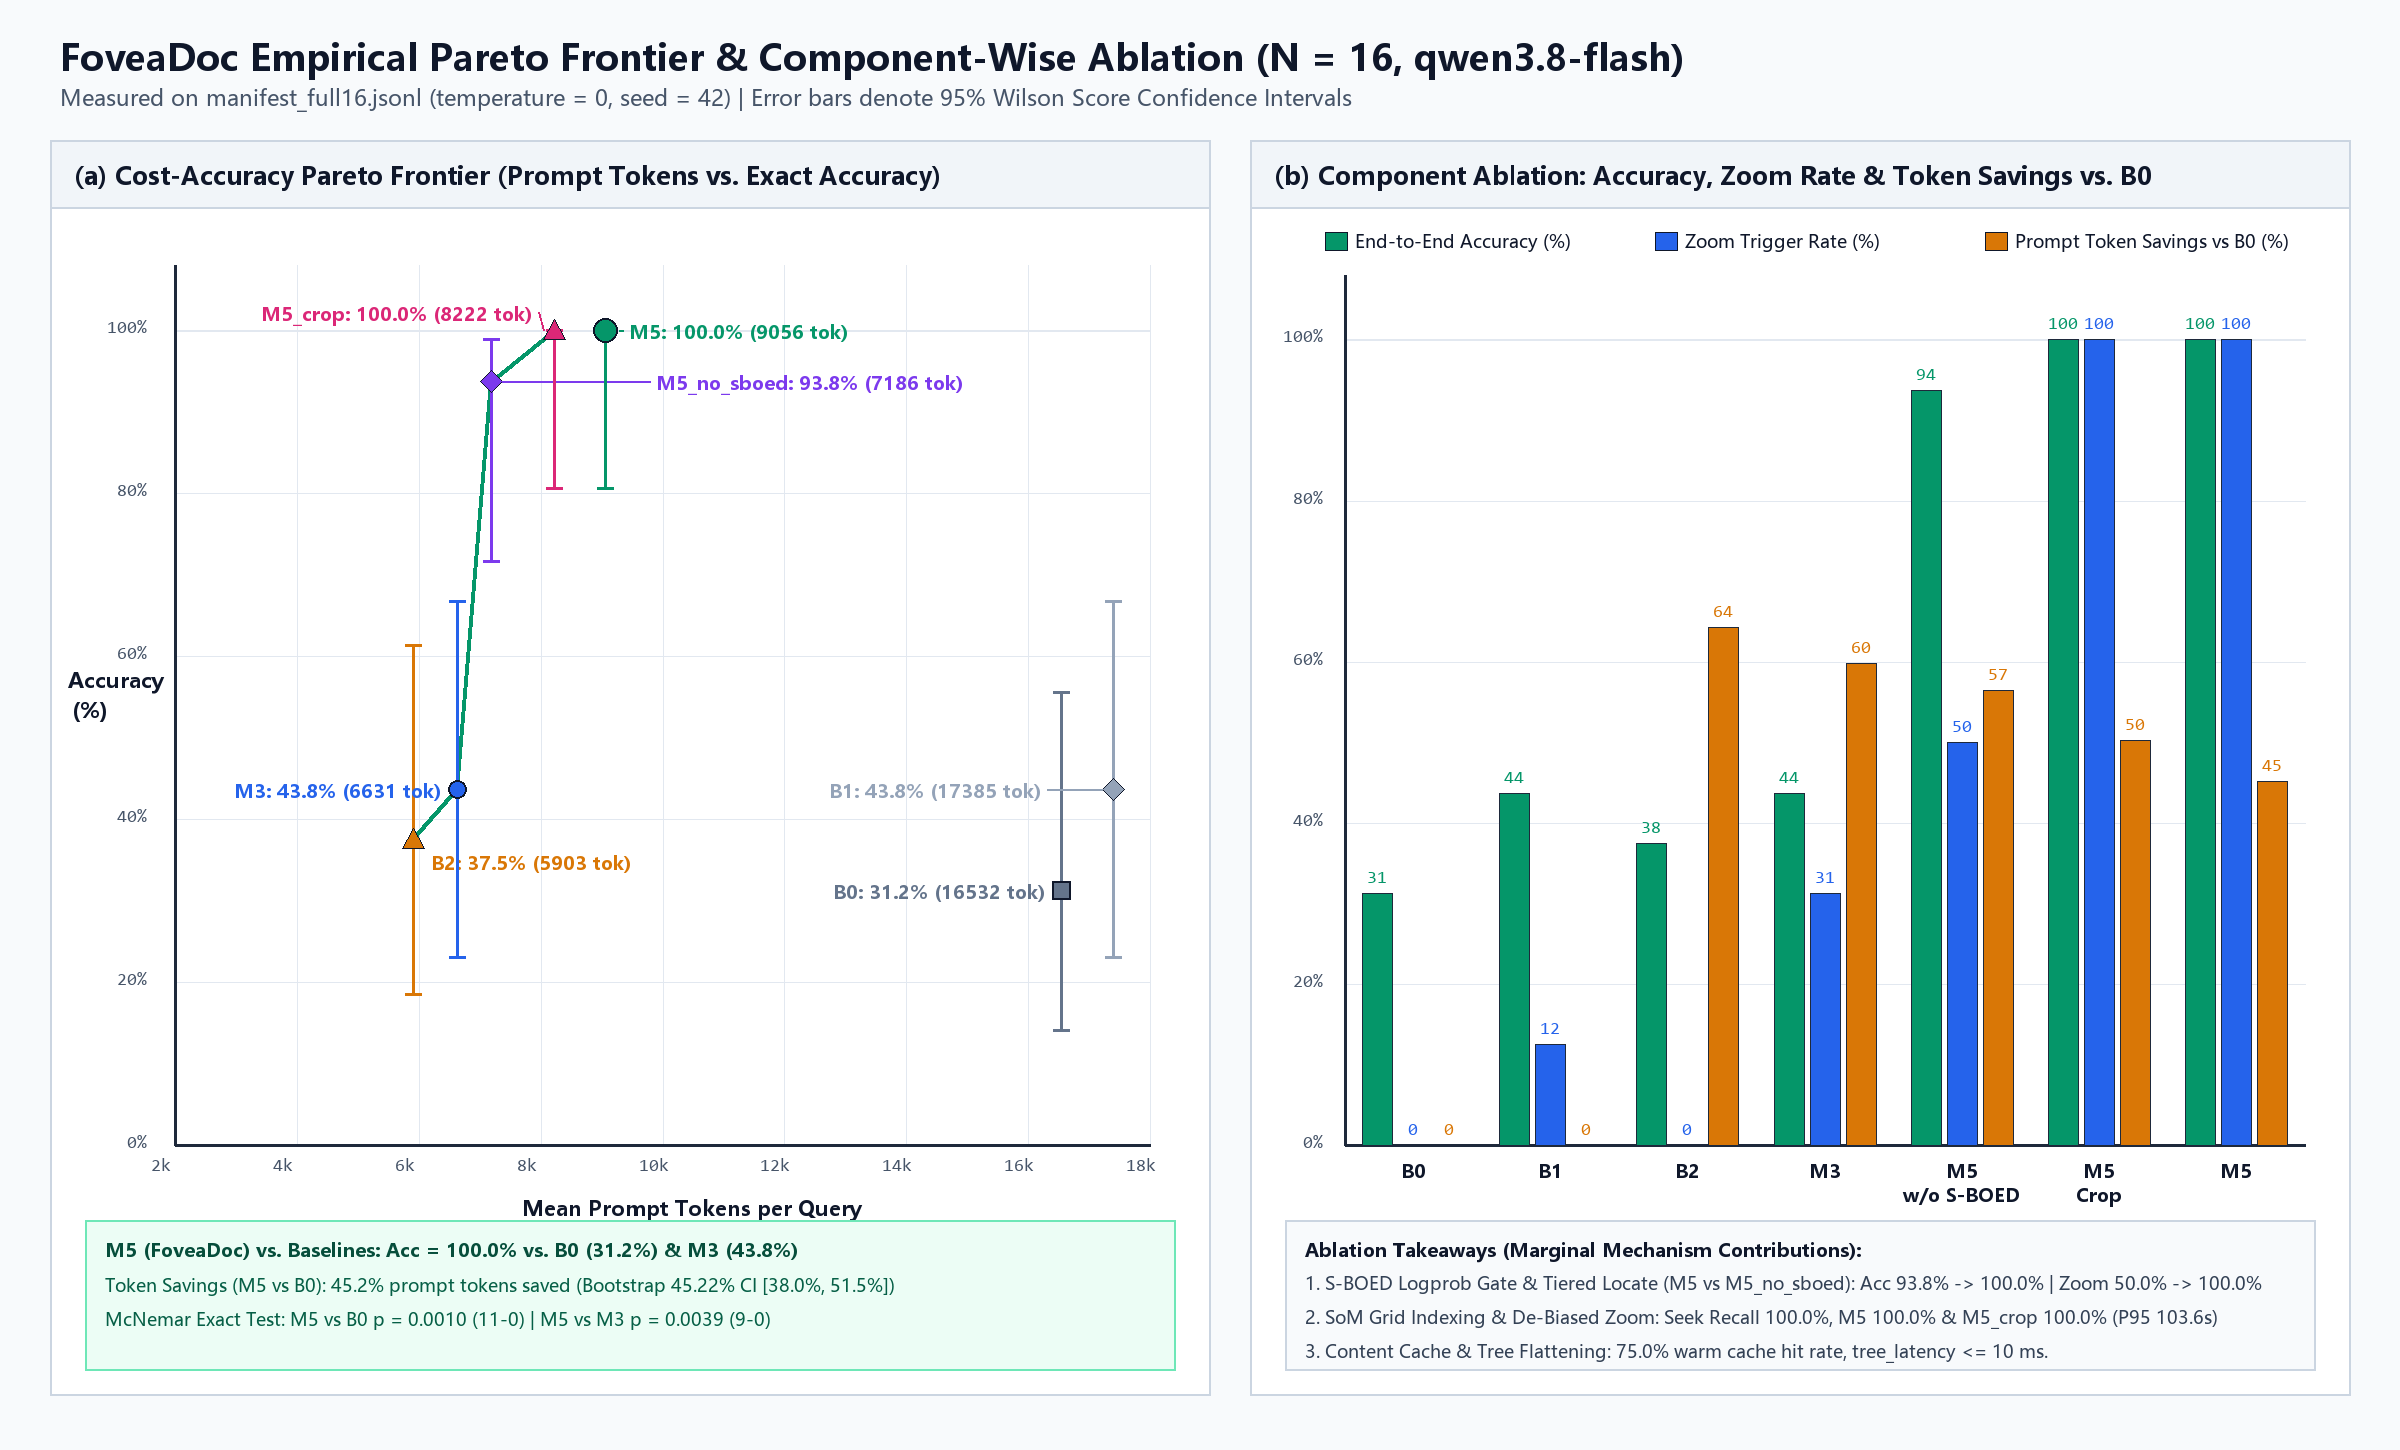 FoveaDoc Empirical Pareto Frontier & Component-Wise Ablation (N = 16, qwen3.8-flash)
Measured on manifest_full16.jsonl (temperature = 0, seed = 42) | Error bars denote 95% Wilson Score Confidence Intervals
(a) Cost-Accuracy Pareto Frontier (Prompt Tokens vs. Exact Accuracy)
M5_crop: 100.0% (8222 tok)
M5: 100.0% (9056 tok)
M5_no_sboed: 93.8% (7186 tok)
M3: 43.8% (6631 tok)
B1: 43.8% (17385 tok)
B2: 37.5% (5903 tok)
B0: 31.2% (16532 tok)
100%
80%
60%
40%
20%
0%
Accuracy
(%)
2k 4k 6k 8k 10k 12k 14k 16k 18k
Mean Prompt Tokens per Query
M5 (FoveaDoc) vs. Baselines: Acc = 100.0% vs. B0 (31.2%) & M3 (43.8%)
Token Savings (M5 vs B0): 45.2% prompt tokens saved (Bootstrap 45.22% CI [38.0%, 51.5%])
McNemar Exact Test: M5 vs B0 p = 0.0010 (11-0) | M5 vs M3 p = 0.0039 (9-0)
(b) Component Ablation: Accuracy, Zoom Rate & Token Savings vs. B0
End-to-End Accuracy (%) Zoom Trigger Rate (%) Prompt Token Savings vs B0 (%)
100%
80%
60%
40%
20%
0%
31 0 0
44 12 0
38 0 64
44 31 60
94 50 57
100 100 50
100 100 45
B0 B1 B2 M3 M5 M5 M5
w/o S-BOED Crop
Ablation Takeaways (Marginal Mechanism Contributions):
1. S-BOED Logprob Gate & Tiered Locate (M5 vs M5_no_sboed): Acc 93.8% -> 100.0% | Zoom 50.0% -> 100.0%
2. SoM Grid Indexing & De-Biased Zoom: Seek Recall 100.0%, M5 100.0% & M5_crop 100.0% (P95 103.6s)
3. Content Cache & Tree Flattening: 75.0% warm cache hit rate, tree_latency <= 10 ms.